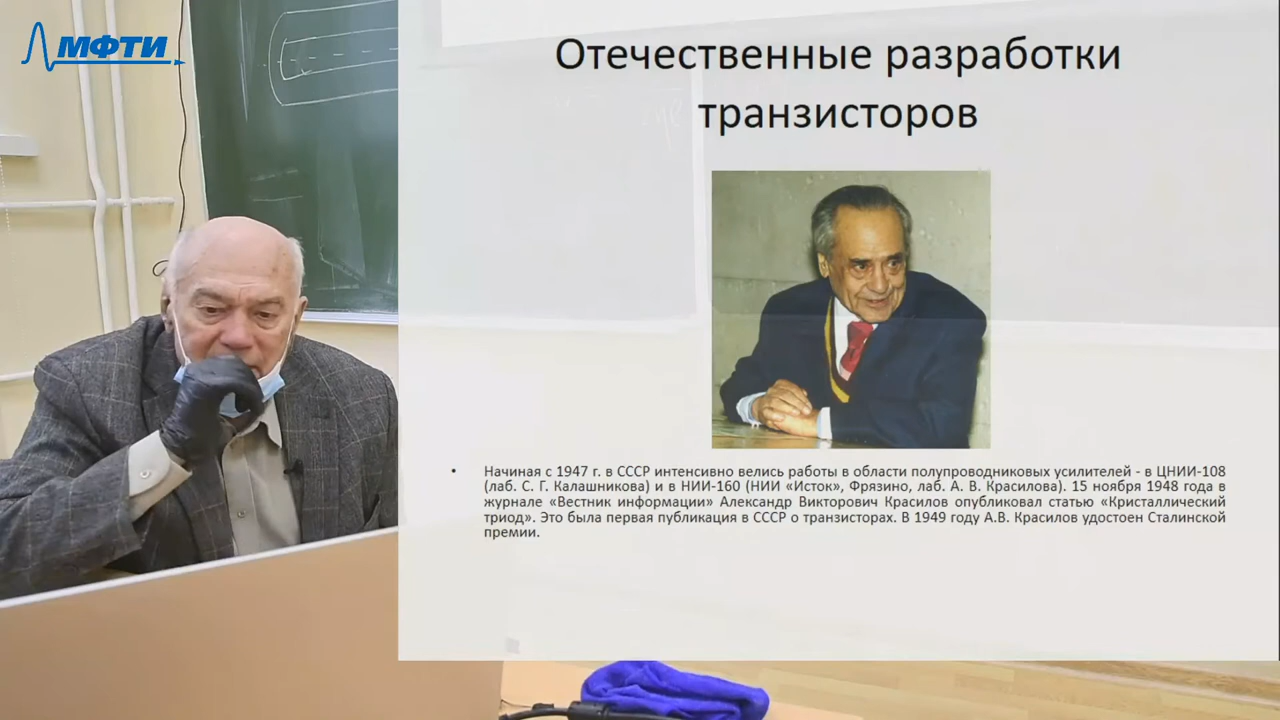 МФТИ
Отечественные разработки
транзисторов
• Начиная с 1947 г. в СССР интенсивно велись работы в области полупроводниковых усилителей - в ЦНИИ-108
(лаб. С. Г. Калашникова) и в НИИ-160 (НИИ «Исток», Фрязино, лаб. А. В. Красилова). 15 ноября 1948 года в
журнале «Вестник информации» Александр Викторович Красилов опубликовал статью «Кристаллический
триод». Это была первая публикация в СССР о транзисторах. В 1949 году А.В. Красилов удостоен Сталинской
премии.